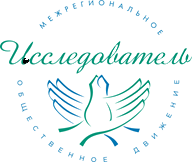 МЕЖРЕГИОНАЛЬНОЕ
Исследователь
ОБЩЕСТВЕННОЕ ДВИЖЕНИЕ